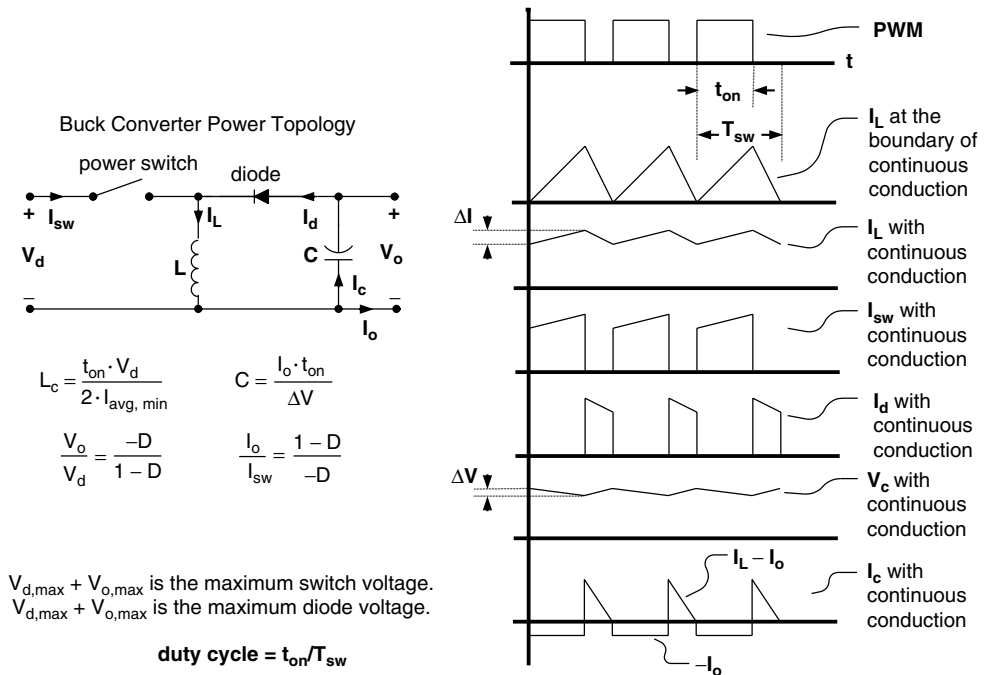 Buck Converter Power Topology
power switch
diode
+
I_sw
I_L
I_d
+
V_d
L
C
V_o
I_c
–
–
I_o
L_c = t_on · V_d / 2 · I_avg, min
C = I_o · t_on / ΔV
V_o / V_d = –D / 1 – D
I_o / I_sw = 1 – D / –D
V_d,max + V_o,max is the maximum switch voltage.
V_d,max + V_o,max is the maximum diode voltage.
duty cycle = t_on/T_sw
PWM
t
t_on
T_sw
I_L at the
boundary of
continuous
conduction
ΔI
I_L with
continuous
conduction
I_sw with
continuous
conduction
I_d with
continuous
conduction
ΔV
V_c with
continuous
conduction
I_L – I_o
I_c with
continuous
conduction
–I_o